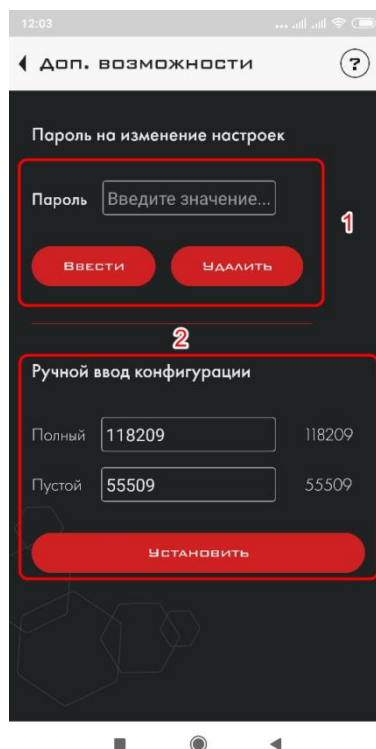 12:03
Доп. возможности ?
Пароль на изменение настроек
Пароль Введите значение...
1
Ввести Удалить
2
Ручной ввод конфигурации
Полный 118209 118209
Пустой 55509 55509
Установить